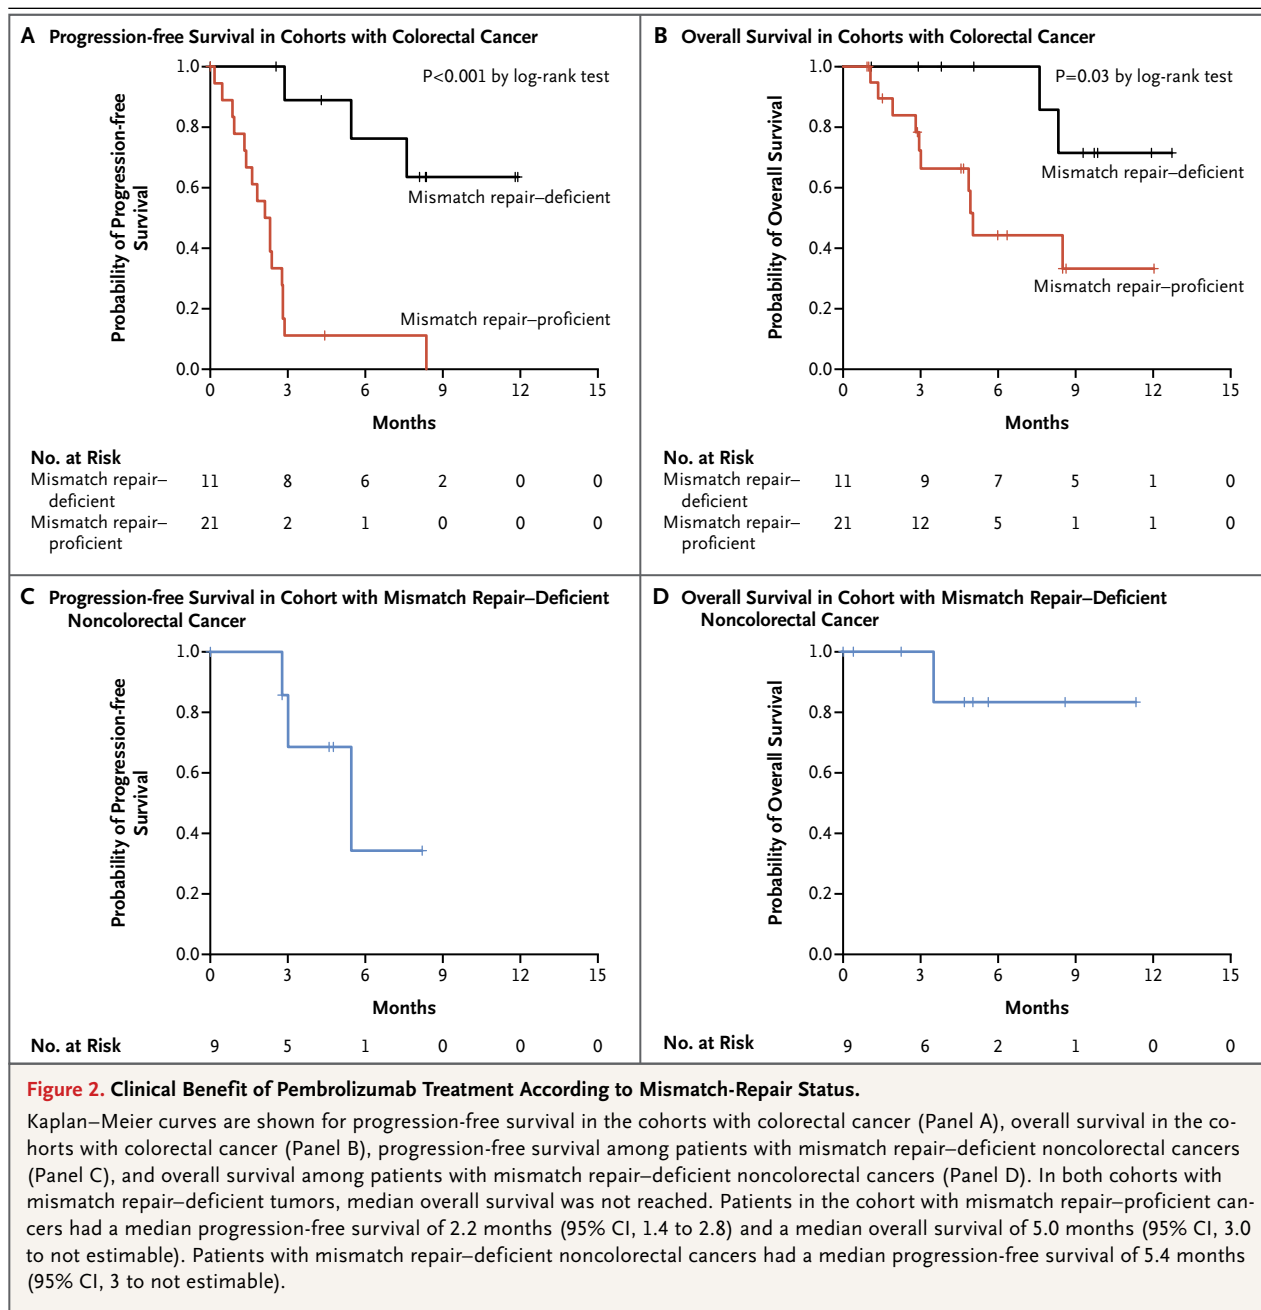 A Progression-free Survival in Cohorts with Colorectal Cancer
Probability of Progression-free
Survival
1.0
0.8
0.6
0.4
0.2
0.0
P<0.001 by log-rank test
Mismatch repair–deficient
Mismatch repair–proficient
0 3 6 9 12 15
Months
No. at Risk
Mismatch repair–
deficient
11 8 6 2 0 0
Mismatch repair–
proficient
21 2 1 0 0 0
B Overall Survival in Cohorts with Colorectal Cancer
Probability of Overall Survival
1.0
0.8
0.6
0.4
0.2
0.0
P=0.03 by log-rank test
Mismatch repair–deficient
Mismatch repair–proficient
0 3 6 9 12 15
Months
No. at Risk
Mismatch repair–
deficient
11 9 7 5 1 0
Mismatch repair–
proficient
21 12 5 1 1 0
C Progression-free Survival in Cohort with Mismatch Repair–Deficient
Noncolorectal Cancer
Probability of Progression-free
Survival
1.0
0.8
0.6
0.4
0.2
0.0
0 3 6 9 12 15
Months
No. at Risk 9 5 1 0 0 0
D Overall Survival in Cohort with Mismatch Repair–Deficient
Noncolorectal Cancer
Probability of Overall Survival
1.0
0.8
0.6
0.4
0.2
0.0
0 3 6 9 12 15
Months
No. at Risk 9 6 2 1 0 0
Figure 2. Clinical Benefit of Pembrolizumab Treatment According to Mismatch-Repair Status.
Kaplan–Meier curves are shown for progression-free survival in the cohorts with colorectal cancer (Panel A), overall survival in the co-
horts with colorectal cancer (Panel B), progression-free survival among patients with mismatch repair–deficient noncolorectal cancers
(Panel C), and overall survival among patients with mismatch repair–deficient noncolorectal cancers (Panel D). In both cohorts with
mismatch repair–deficient tumors, median overall survival was not reached. Patients in the cohort with mismatch repair–proficient can-
cers had a median progression-free survival of 2.2 months (95% CI, 1.4 to 2.8) and a median overall survival of 5.0 months (95% CI, 3.0
to not estimable). Patients with mismatch repair–deficient noncolorectal cancers had a median progression-free survival of 5.4 months
(95% CI, 3 to not estimable).